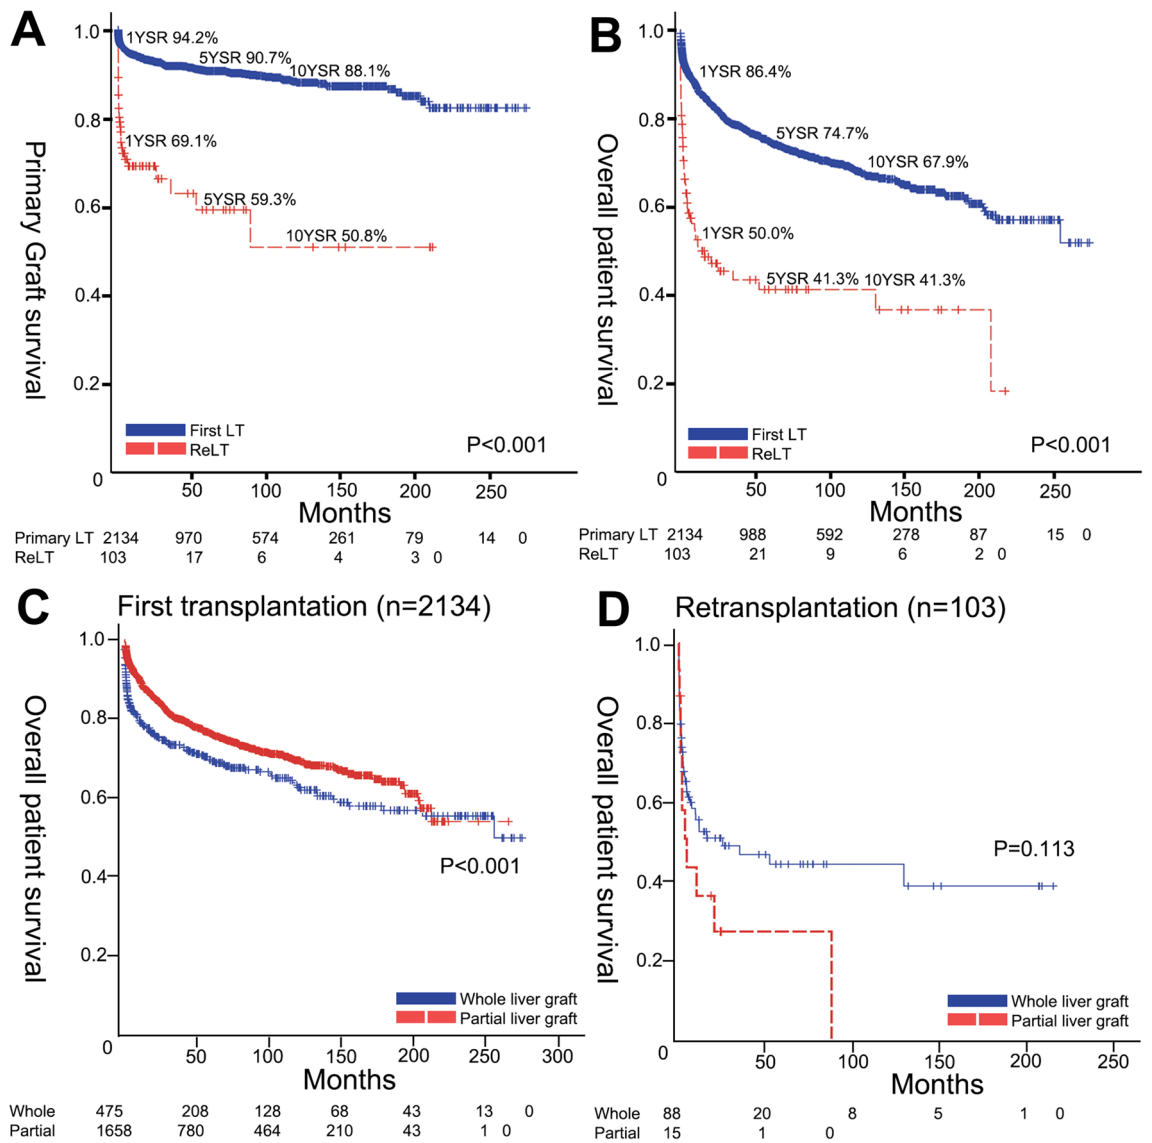 A
Primary Graft survival
1.0
0.8
0.6
0.4
0.2
0
1YSR 94.2%
5YSR 90.7%
10YSR 88.1%
1YSR 69.1%
5YSR 59.3%
10YSR 50.8%
First LT
ReLT
P<0.001
50 100 150 200 250
Months
Primary LT 2134 970 574 261 79 14 0
ReLT 103 17 6 4 3 0
B
Overall patient survival
1.0
0.8
0.6
0.4
0.2
0
1YSR 86.4%
5YSR 74.7%
10YSR 67.9%
1YSR 50.0%
5YSR 41.3% 10YSR 41.3%
First LT
ReLT
P<0.001
50 100 150 200 250
Months
Primary LT 2134 988 592 278 87 15 0
ReLT 103 21 9 6 2 0
C
First transplantation (n=2134)
Overall patient survival
1.0
0.8
0.6
0.4
0.2
0
P<0.001
Whole liver graft
Partial liver graft
50 100 150 200 250 300
Months
Whole 475 208 128 68 43 13 0
Partial 1658 780 464 210 43 1 0
D
Retransplantation (n=103)
Overall patient survival
1.0
0.8
0.6
0.4
0.2
0
P=0.113
Whole liver graft
Partial liver graft
50 100 150 200 250
Months
Whole 88 20 8 5 1 0
Partial 15 1 0